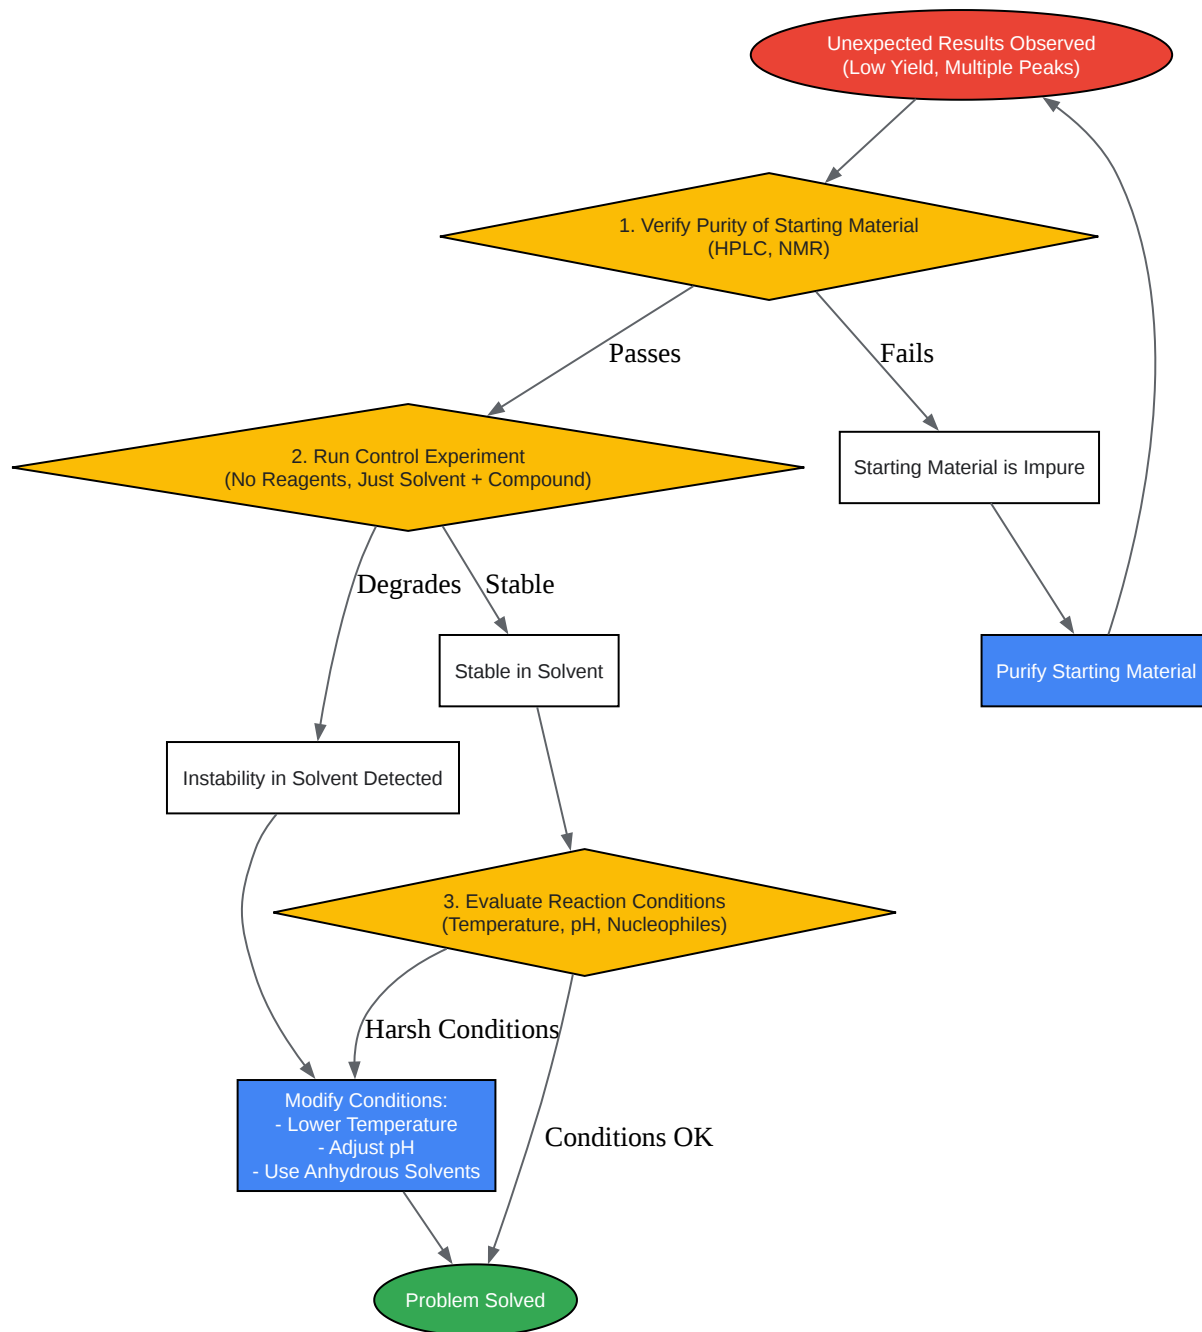 Unexpected Results Observed
(Low Yield, Multiple Peaks)
1. Verify Purity of Starting Material
(HPLC, NMR)
Passes
Fails
2. Run Control Experiment
(No Reagents, Just Solvent + Compound)
Starting Material is Impure
Degrades
Stable
Stable in Solvent
Purify Starting Material
Instability in Solvent Detected
3. Evaluate Reaction Conditions
(Temperature, pH, Nucleophiles)
Harsh Conditions
Modify Conditions:
- Lower Temperature
- Adjust pH
- Use Anhydrous Solvents
Conditions OK
Problem Solved